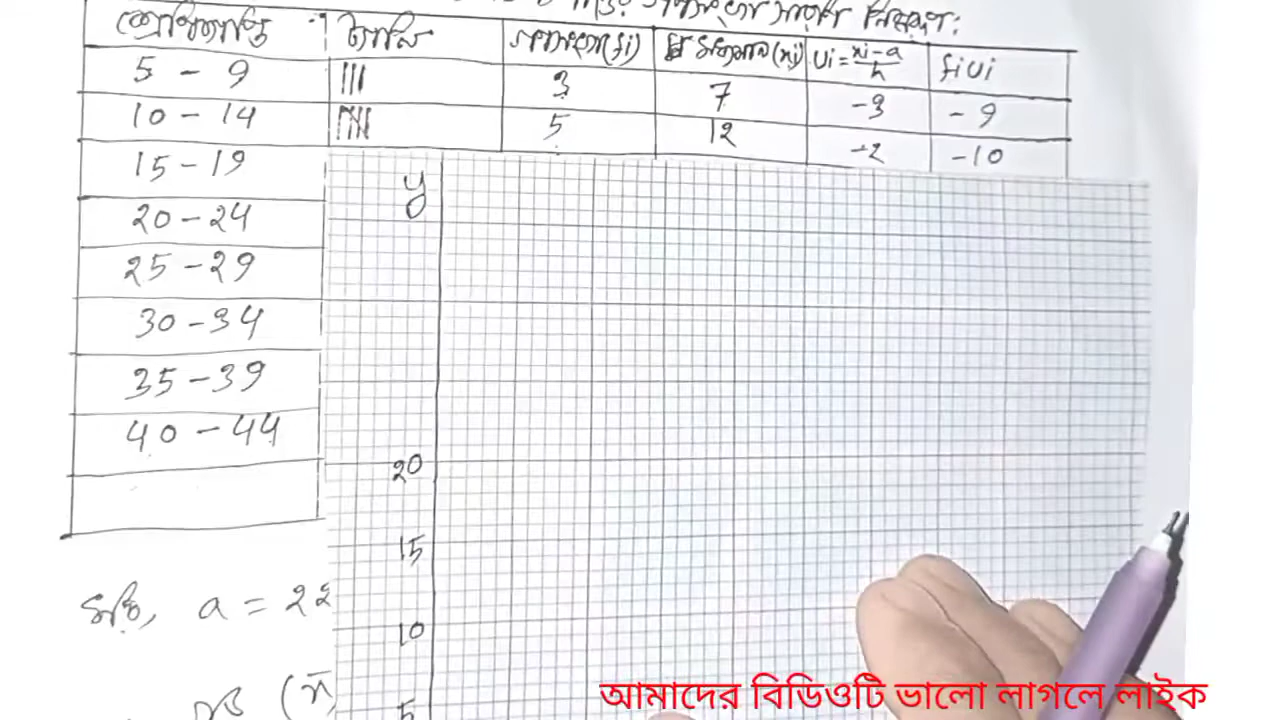 নির্ণয়:
শ্রেণিব্যাপ্তি ট্যালি গণসংখ্যা(fi) মধ্যমান(xi) Ui = xi-a/h fiui
5 - 9 3 7 -3 -9
10 - 14 5 12 -2 -10
15 - 19
20 - 24
25 - 29
30 - 34
35 - 39
40 - 44
y
20
15
10
5
a = 22
(x̄
আমাদের বিডিওটি ভালো লাগলে লাইক